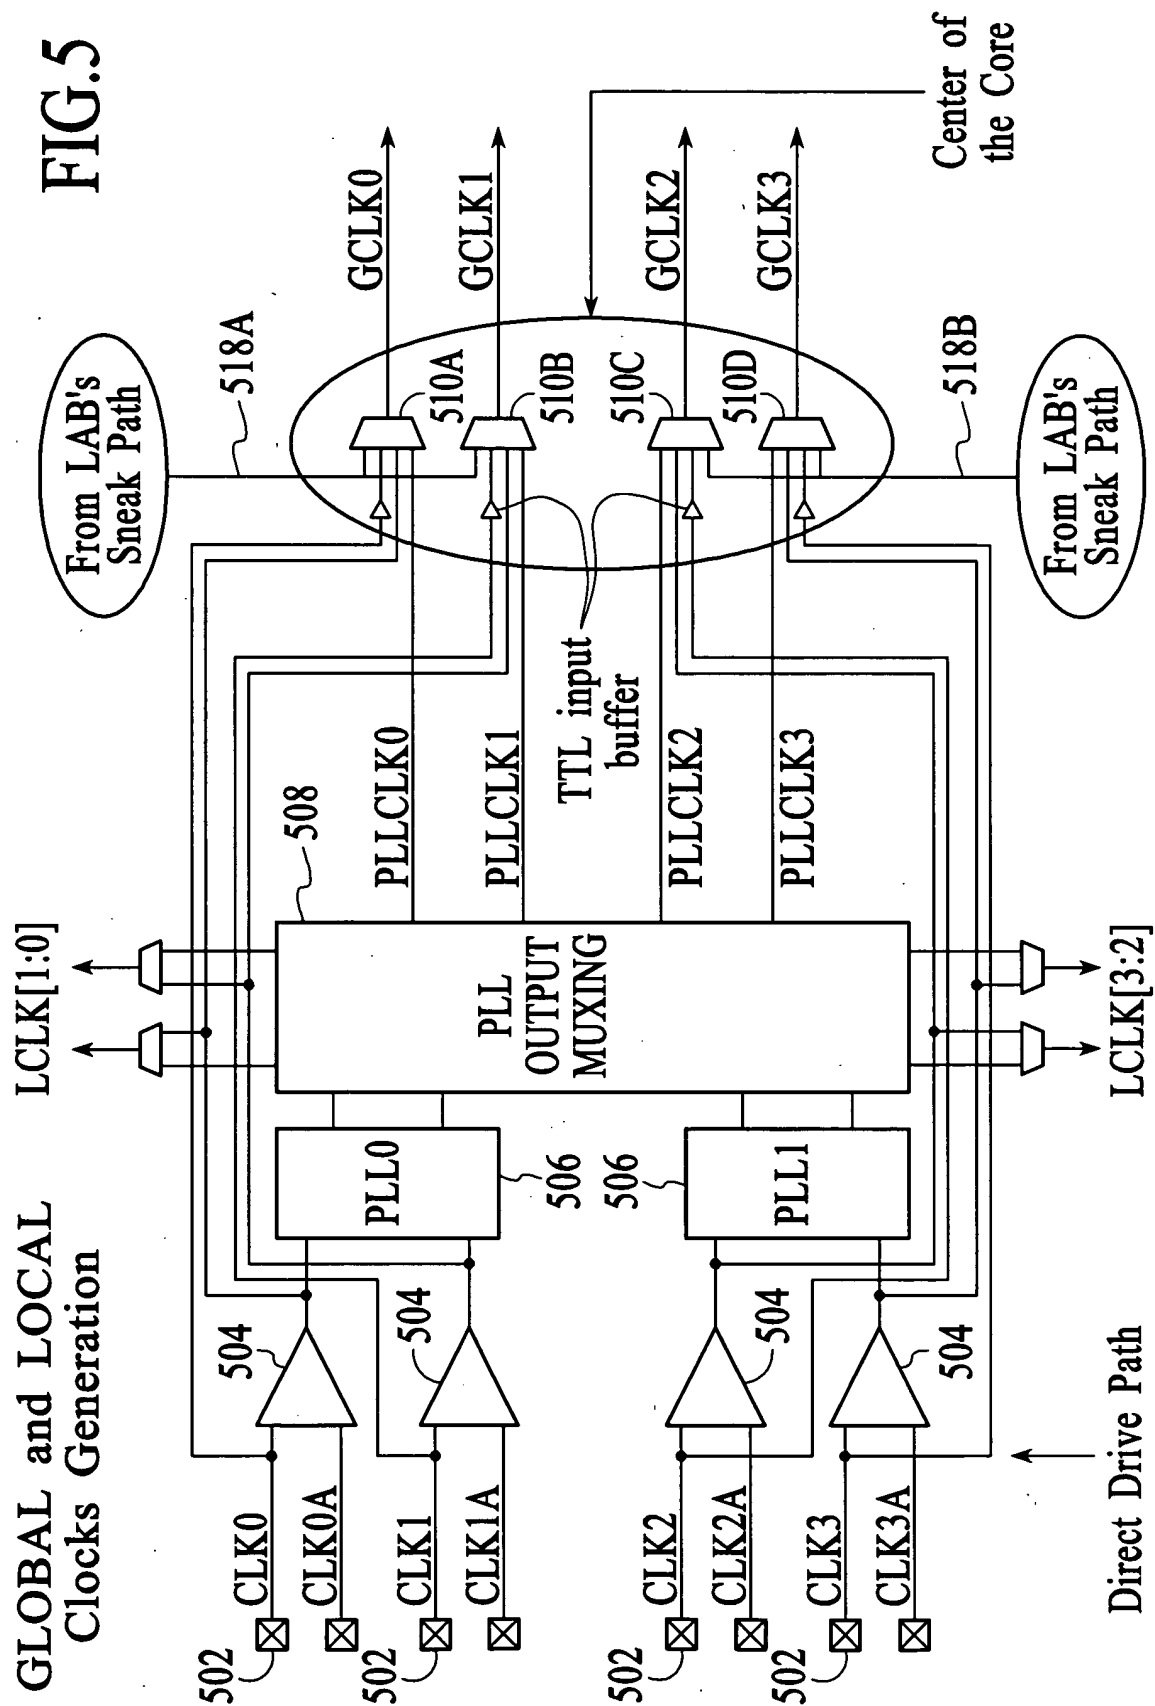 FIG.5
GLOBAL and LOCAL
Clocks Generation
LCLK[1:0]
From LAB's
Sneak Path
518A
502
CLK0
CLK0A
504
PLL0
506
508
PLLCLK0
510A
GCLK0
502
CLK1
CLK1A
504
PLL
OUTPUT
MUXING
PLLCLK1
510B
GCLK1
TTL input
buffer
502
CLK2
CLK2A
504
506
PLL1
PLLCLK2
510C
GCLK2
502
CLK3
CLK3A
504
PLLCLK3
510D
GCLK3
518B
Center of
the Core
Direct Drive Path
LCLK[3:2]
From LAB's
Sneak Path